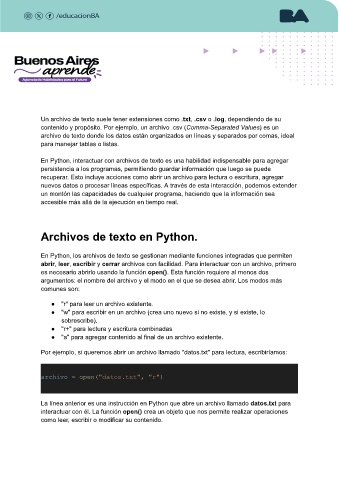 /educacionBA
BA
Buenos Aires
aprende
Aprendiendo Habilidades para el Futuro
Un archivo de texto suele tener extensiones como .txt, .csv o .log, dependiendo de su
contenido y propósito. Por ejemplo, un archivo .csv (Comma-Separated Values) es un
archivo de texto donde los datos están organizados en líneas y separados por comas, ideal
para manejar tablas o listas.
En Python, interactuar con archivos de texto es una habilidad indispensable para agregar
persistencia a los programas, permitiendo guardar información que luego se puede
recuperar. Esto incluye acciones como abrir un archivo para lectura o escritura, agregar
nuevos datos o procesar líneas específicas. A través de esta interacción, podemos extender
un montón las capacidades de cualquier programa, haciendo que la información sea
accesible más allá de la ejecución en tiempo real.
Archivos de texto en Python.
En Python, los archivos de texto se gestionan mediante funciones integradas que permiten
abrir, leer, escribir y cerrar archivos con facilidad. Para interactuar con un archivo, primero
es necesario abrirlo usando la función open(). Esta función requiere al menos dos
argumentos: el nombre del archivo y el modo en el que se desea abrir. Los modos más
comunes son:
● "r" para leer un archivo existente.
● "w" para escribir en un archivo (crea uno nuevo si no existe, y si existe, lo
sobrescribe).
● "r+" para lectura y escritura combinadas
● "a" para agregar contenido al final de un archivo existente.
Por ejemplo, si queremos abrir un archivo llamado "datos.txt" para lectura, escribiríamos:
archivo = open("datos.txt", "r")
La línea anterior es una instrucción en Python que abre un archivo llamado datos.txt para
interactuar con él. La función open() crea un objeto que nos permite realizar operaciones
como leer, escribir o modificar su contenido.